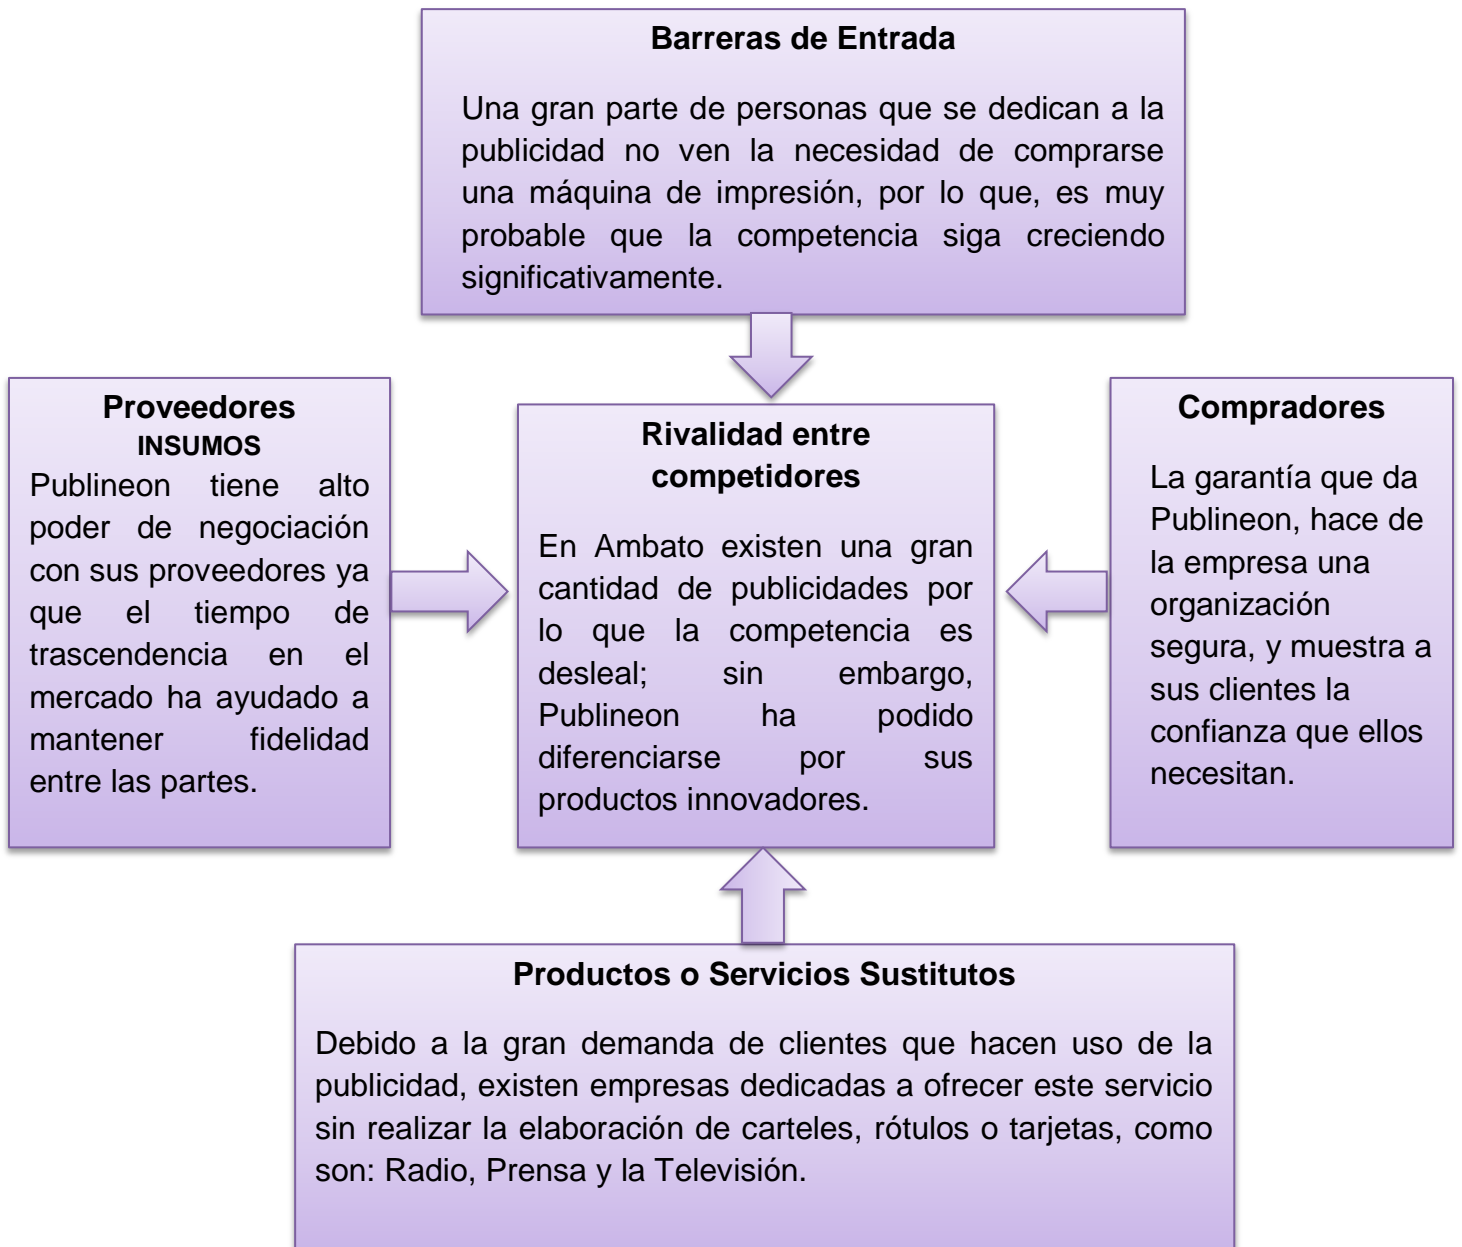 Barreras de Entrada
Una gran parte de personas que se dedican a la
publicidad no ven la necesidad de comprarse
una máquina de impresión, por lo que, es muy
probable que la competencia siga creciendo
significativamente.
Proveedores
INSUMOS
Publineon tiene alto
poder de negociación
con sus proveedores ya
que el tiempo de
trascendencia en el
mercado ha ayudado a
mantener fidelidad
entre las partes.
Rivalidad entre
competidores
En Ambato existen una gran
cantidad de publicidades por
lo que la competencia es
desleal; sin embargo,
Publineon ha podido
diferenciarse por sus
productos innovadores.
Compradores
La garantía que da
Publineon, hace de
la empresa una
organización
segura, y muestra a
sus clientes la
confianza que ellos
necesitan.
Productos o Servicios Sustitutos
Debido a la gran demanda de clientes que hacen uso de la
publicidad, existen empresas dedicadas a ofrecer este servicio
sin realizar la elaboración de carteles, rótulos o tarjetas, como
son: Radio, Prensa y la Televisión.